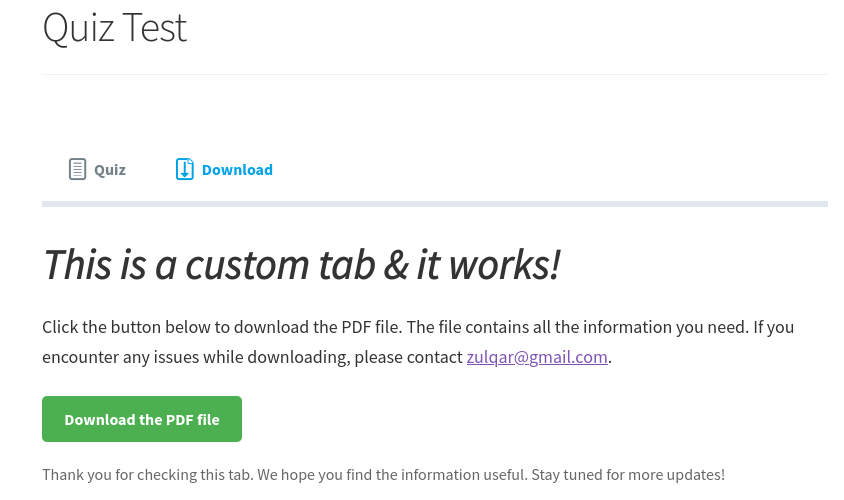 Quiz Test
Quiz Download
This is a custom tab & it works!
Click the button below to download the PDF file. The file contains all the information you need. If you
encounter any issues while downloading, please contact zulqar@gmail.com.
Download the PDF file
Thank you for checking this tab. We hope you find the information useful. Stay tuned for more updates!